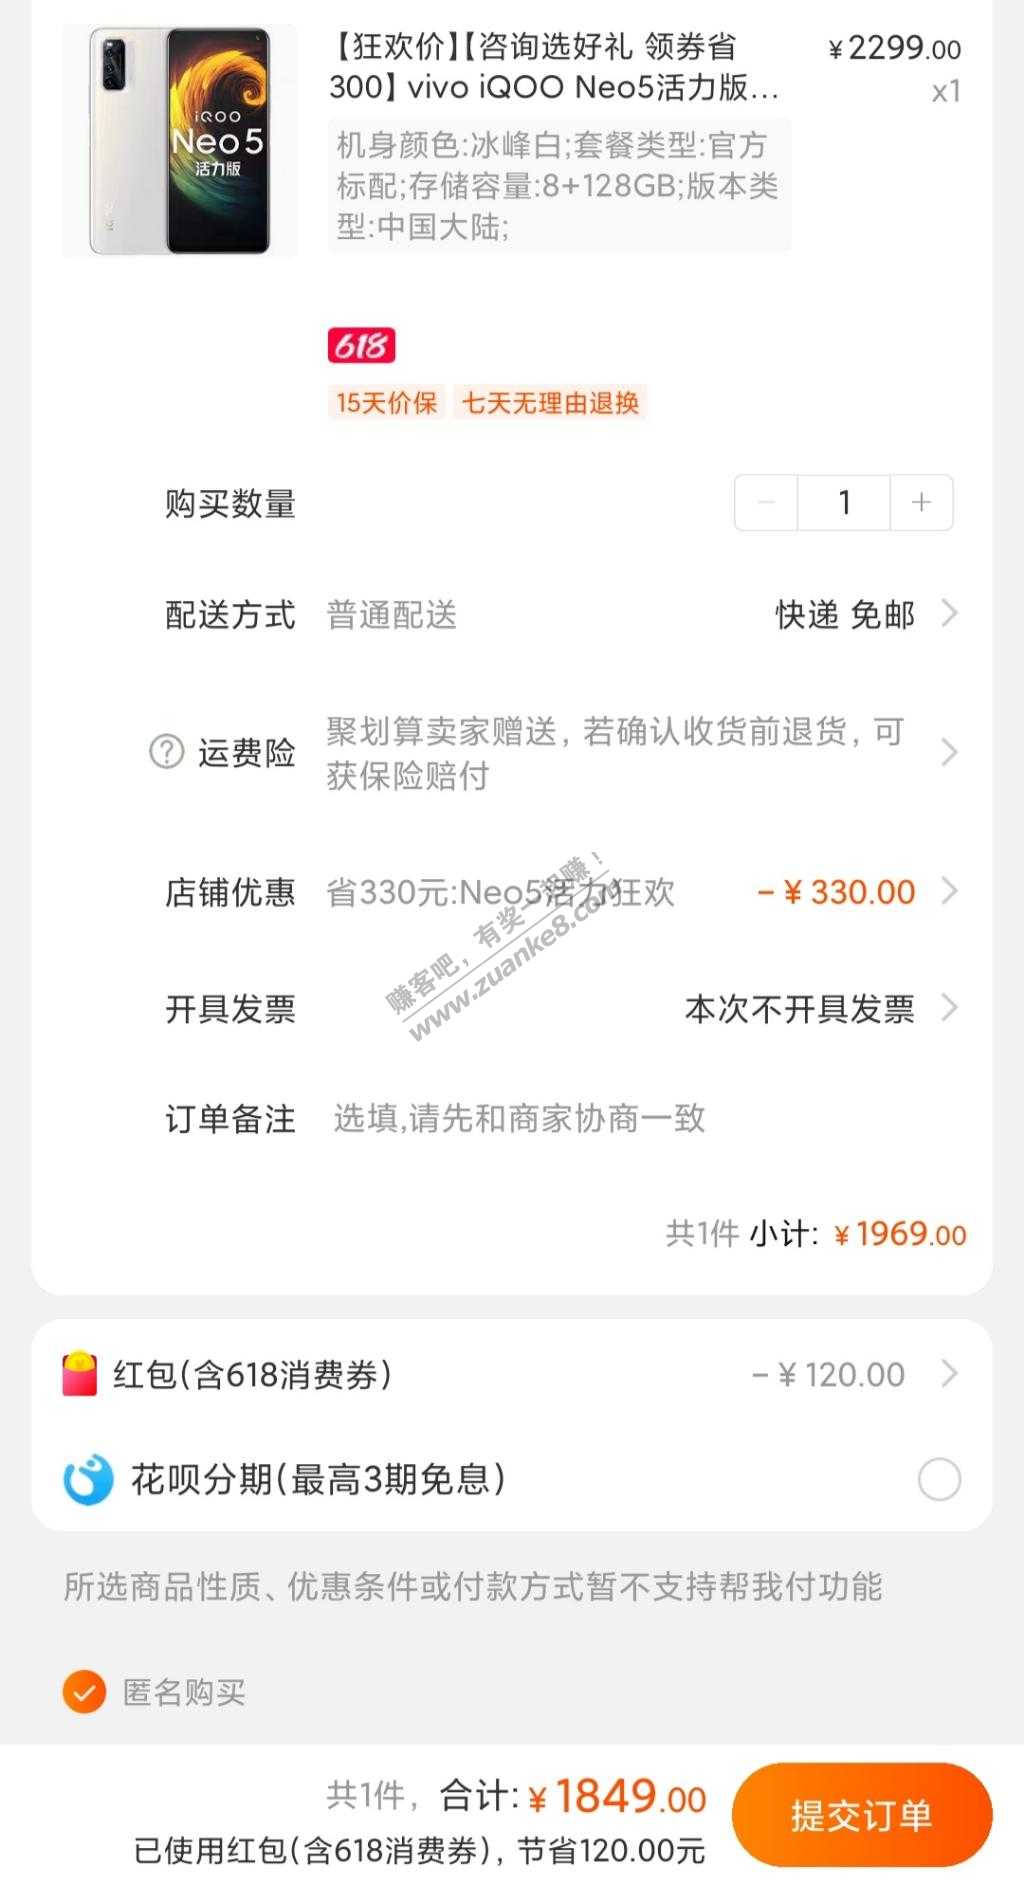 【狂欢价】【咨询选好礼 领券省
¥2299.00
300】vivo iQOO Neo5活力版...
x1
iQOO
Neo5
活力版
机身颜色:冰峰白;套餐类型:官方
标配;存储容量:8+128GB;版本类
型:中国大陆;
618
15天价保 七天无理由退换
购买数量 1
配送方式 普通配送 快递 免邮
运费险 聚划算卖家赠送，若确认收货前退货，可
获保险赔付
店铺优惠 省330元:Neo5活力狂欢 -¥330.00
赚客吧，有奖一起赚！
www.zuanke8.com
开具发票 本次不开具发票
订单备注 选填,请先和商家协商一致
共1件 小计: ¥1969.00
红包(含618消费券) -¥120.00
花呗分期(最高3期免息)
所选商品性质、优惠条件或付款方式暂不支持帮我付功能
匿名购买
共1件，合计:¥1849.00
提交订单
已使用红包(含618消费券)，节省120.00元